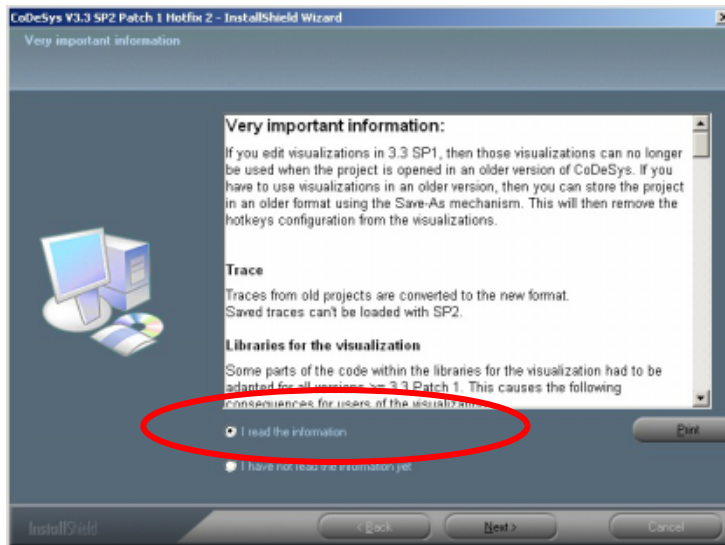 CoDeSys V3.3 SP2 Patch 1 Hotfix 2 - InstallShield Wizard
Very important information
Very important information:
If you edit visualizations in 3.3 SP1, then those visualizations can no longer
be used when the project is opened in an older version of CoDeSys. If you
have to use visualizations in an older version, then you can store the project
in an older format using the Save-As mechanism. This will then remove the
hotkeys configuration from the visualizations.
Trace
Traces from old projects are converted to the new format.
Saved traces can't be loaded with SP2.
Libraries for the visualization
Some parts of the code within the libraries for the visualization had to be
adapted for all versions >= 3.3 Patch 1. This causes the following
consequences for users of the
I read the information
Print
I have not read the information yet
InstallShield
< Back
Next >
Cancel